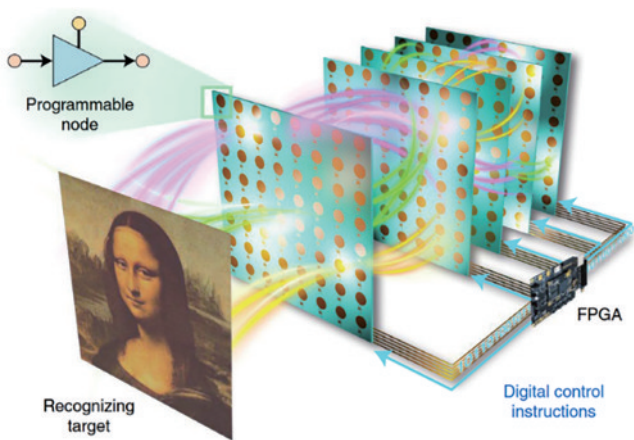 Programmable
node
FPGA
Recognizing
target
Digital control
instructions